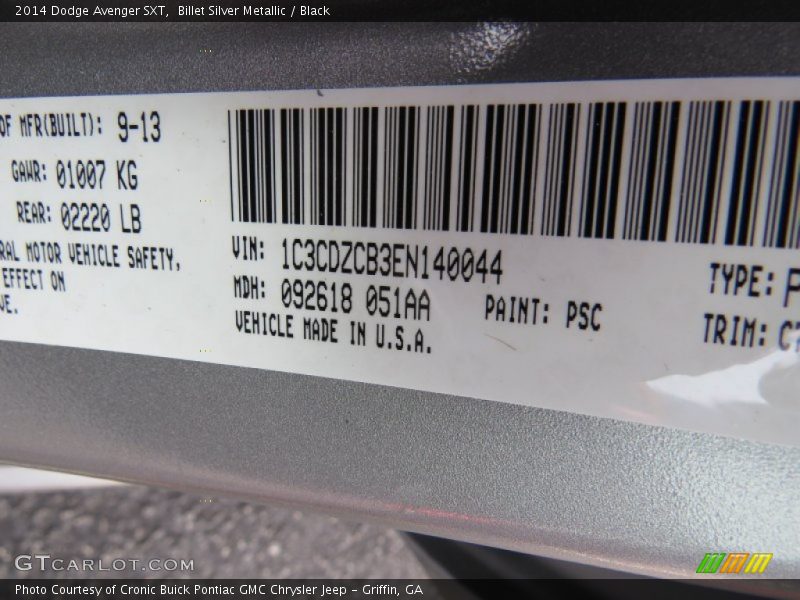 2014 Dodge Avenger SXT,  Billet Silver Metallic / Black
OF MFR(BUILT): 9-13
GAWR: 01007 KG
REAR: 02220 LB
RAL MOTOR VEHICLE SAFETY,
EFFECT ON
VE.
VIN: 1C3CDZCB3EN140044
MDH: 092618 051AA
PAINT: PSC
VEHICLE MADE IN U.S.A.
TYPE: P
TRIM:
GTCARLOT.COM
Photo Courtesy of Cronic Buick Pontiac GMC Chrysler Jeep – Griffin, GA